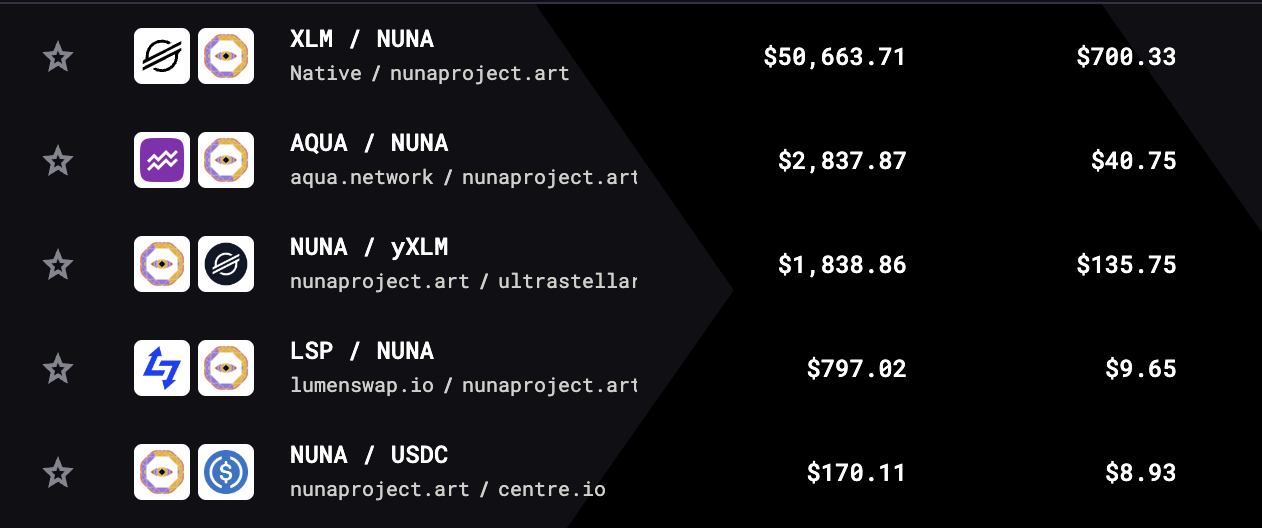 XLM / NUNA $50,663.71 $700.33
Native / nunaproject.art
AQUA / NUNA $2,837.87 $40.75
aqua.network / nunaproject.art
NUNA / yXLM $1,838.86 $135.75
nunaproject.art / ultrastellar
LSP / NUNA $797.02 $9.65
lumenswap.io / nunaproject.art
NUNA / USDC $170.11 $8.93
nunaproject.art / centre.io